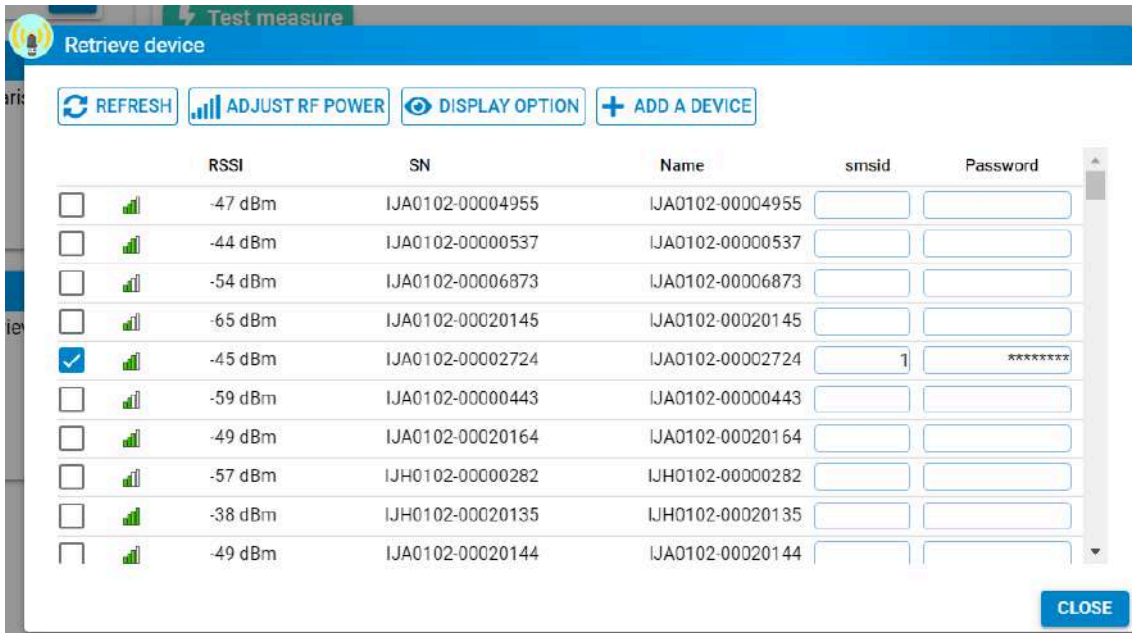 Test measure
Retrieve device
REFRESH ADJUST RF POWER DISPLAY OPTION ADD A DEVICE
RSSI SN Name smsid Password
-47 dBm IJA0102-00004955 IJA0102-00004955
-44 dBm IJA0102-00000537 IJA0102-00000537
-54 dBm IJA0102-00006873 IJA0102-00006873
-65 dBm IJA0102-00020145 IJA0102-00020145
-45 dBm IJA0102-00002724 IJA0102-00002724 1 ********
-59 dBm IJA0102-00000443 IJA0102-00000443
-49 dBm IJA0102-00020164 IJA0102-00020164
-57 dBm IJH0102-00000282 IJH0102-00000282
-38 dBm IJH0102-00020135 IJH0102-00020135
-49 dBm IJA0102-00020144 IJA0102-00020144
CLOSE